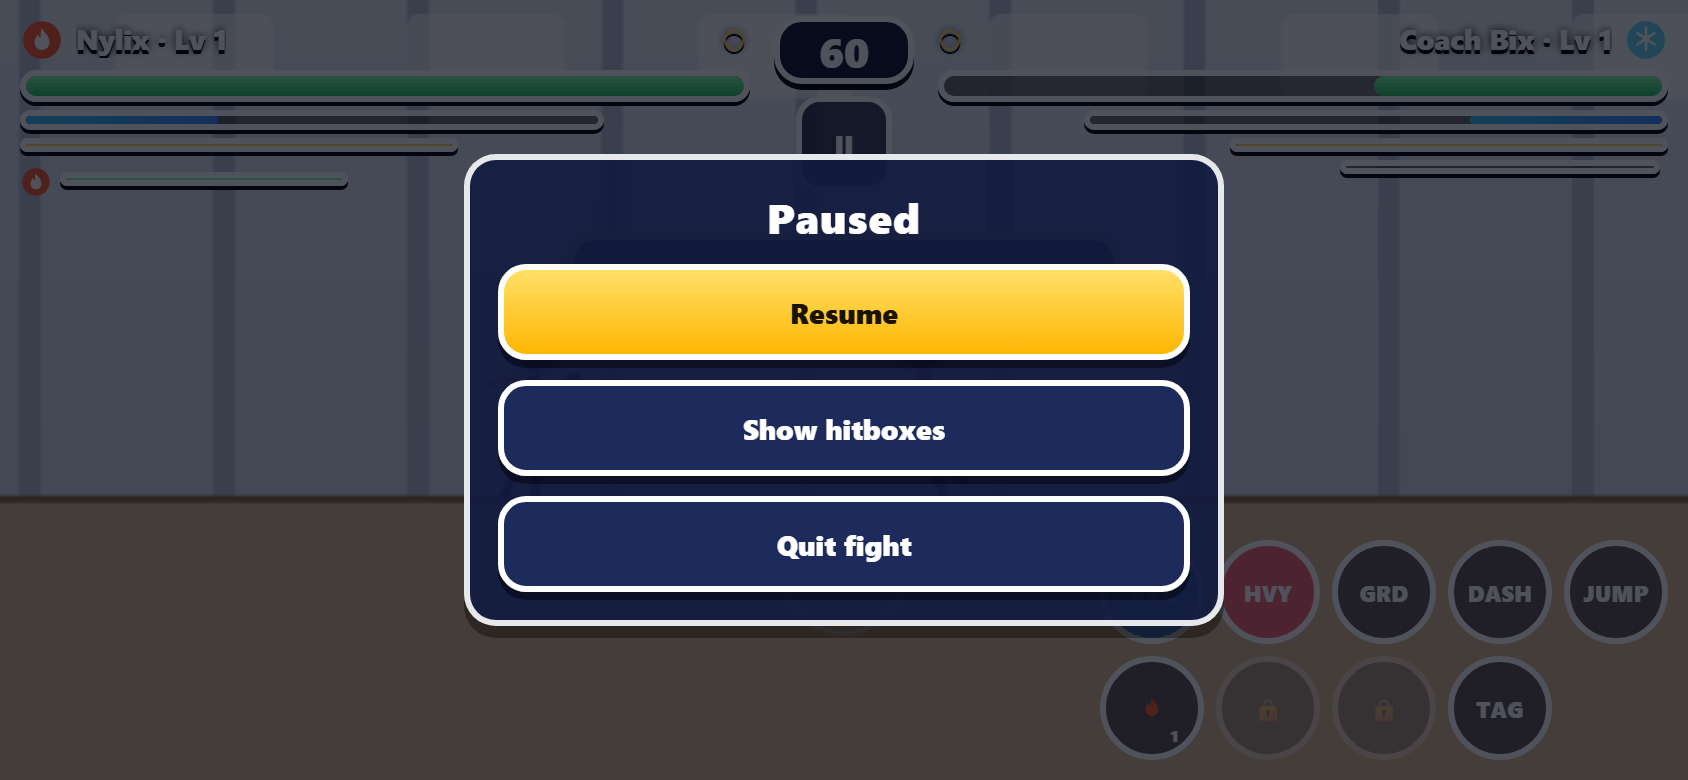 Nylix · Lv 1
60
Coach Bix · Lv 1
Paused
Resume
Show hitboxes
Quit fight
HVY
GRD
DASH
JUMP
1
TAG